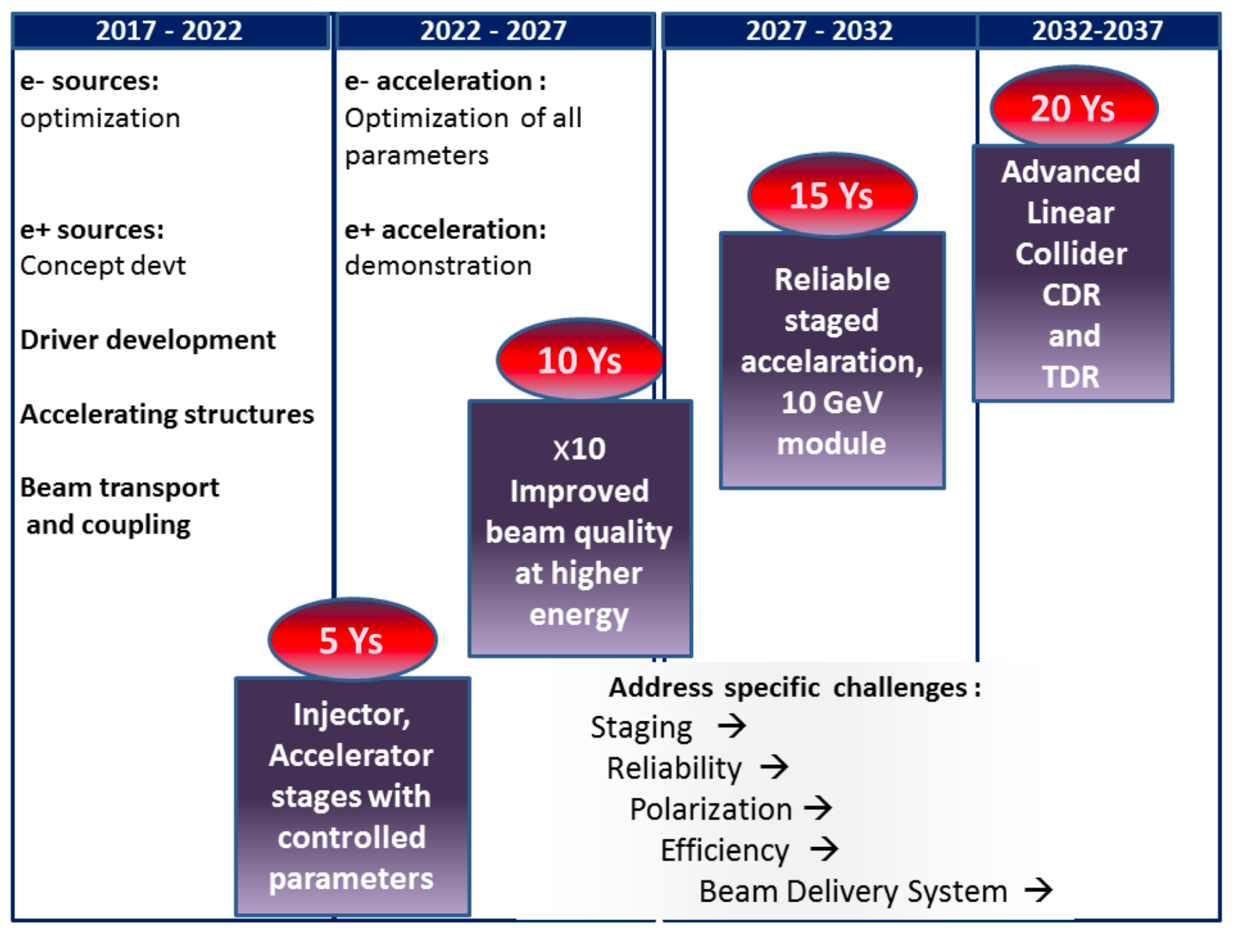 2017 - 2022
2022 - 2027
2027 - 2032
2032-2037
e- sources:
optimization
e+ sources:
Concept devt
Driver development
Accelerating structures
Beam transport
and coupling
e- acceleration :
Optimization of all
parameters
e+ acceleration:
demonstration
5 Ys
Injector,
Accelerator
stages with
controlled
parameters
10 Ys
x10
Improved
beam quality
at higher
energy
15 Ys
Reliable
staged
accelaration,
10 GeV
module
20 Ys
Advanced
Linear
Collider
CDR
and
TDR
Address specific challenges :
Staging →
Reliability →
Polarization →
Efficiency →
Beam Delivery System →